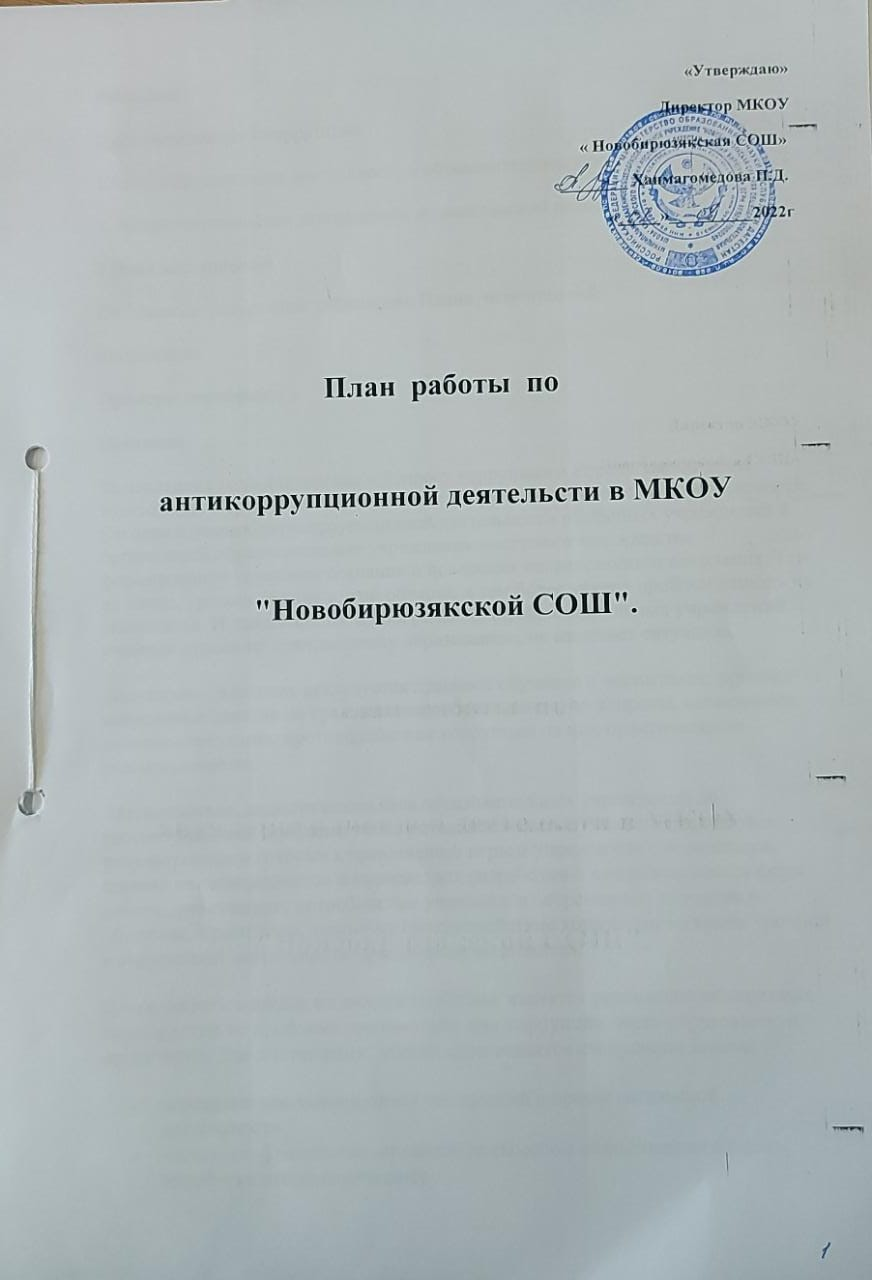 «Утверждаю»
Директор МКОУ
« Новобирюзякская СОШ»
Ханмагомедова П.Д.
2022г
План работы по
антикоррупционной деятельсти в МКОУ
"Новобирюзякской СОШ".
1